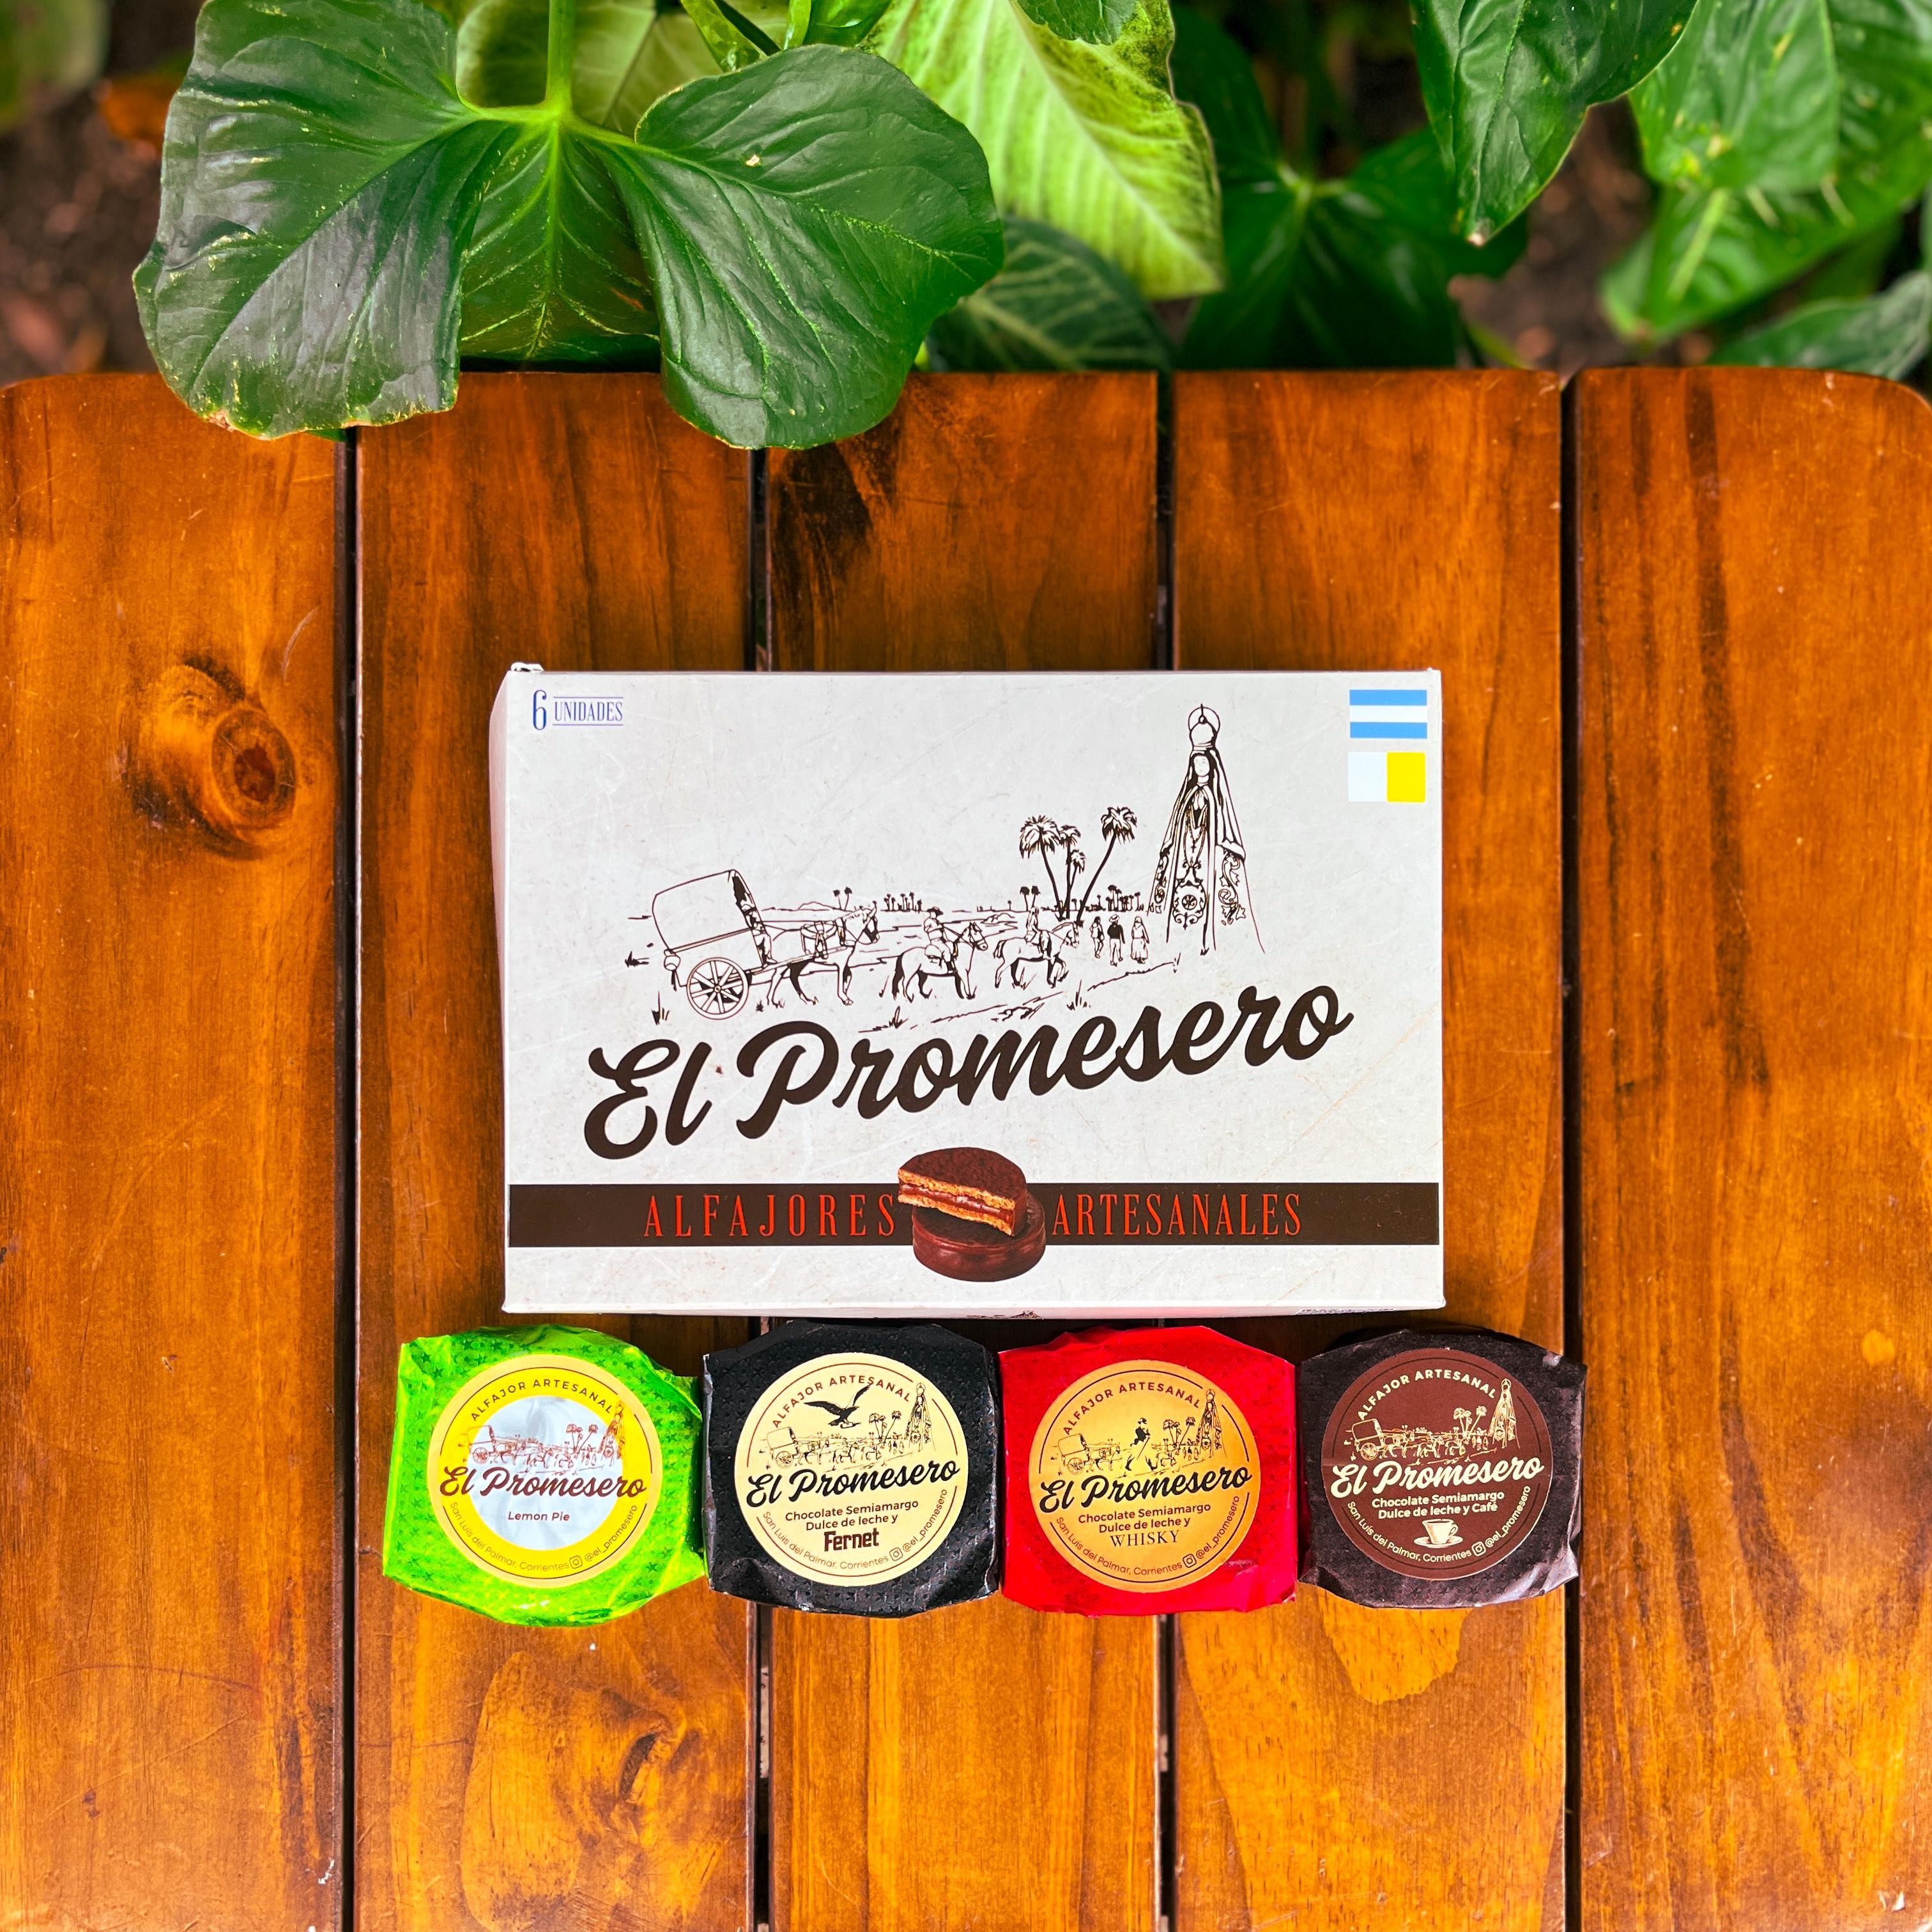 6 UNIDADES
El Promesero
ALFAJORES ARTESANALES
ALFAJOR ARTESANAL
El Promesero
Lemon Pie
San Luis del Palmar, Corrientes @el_promesero
ALFAJOR ARTESANAL
El Promesero
Chocolate Semiamargo
Dulce de leche y
Fernet
San Luis del Palmar, Corrientes @el_promesero
ALFAJOR ARTESANAL
El Promesero
Chocolate Semiamargo
Dulce de leche y
WHISKY
San Luis del Palmar, Corrientes @el_promesero
ALFAJOR ARTESANAL
El Promesero
Chocolate Semiamargo
Dulce de leche y Café
San Luis del Palmar, Corrientes @el_promesero